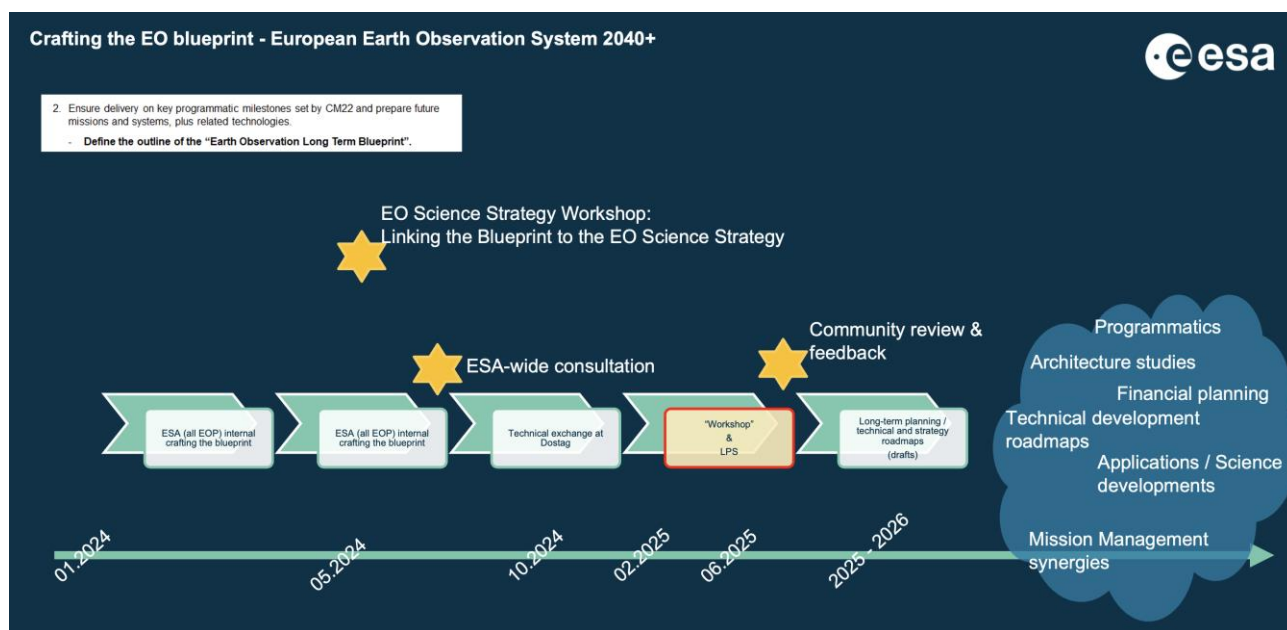 Crafting the EO blueprint - European Earth Observation System 2040+
esa
2. Ensure delivery on key programmatic milestones set by CM22 and prepare future
missions and systems, plus related technologies.
- Define the outline of the “Earth Observation Long Term Blueprint”.
EO Science Strategy Workshop:
Linking the Blueprint to the EO Science Strategy
ESA-wide consultation
Community review &
feedback
ESA (all EOP) internal
crafting the blueprint
ESA (all EOP) internal
crafting the blueprint
Technical exchange at
Dostag
"Workshop"
&
LPS
Long-term planning /
technical and strategy
roadmaps
(drafts)
Programmatics
Architecture studies
Financial planning
Technical development
roadmaps
Applications / Science
developments
Mission Management
synergies
01.2024
05.2024
10.2024
02.2025
06.2025
2025 - 2026